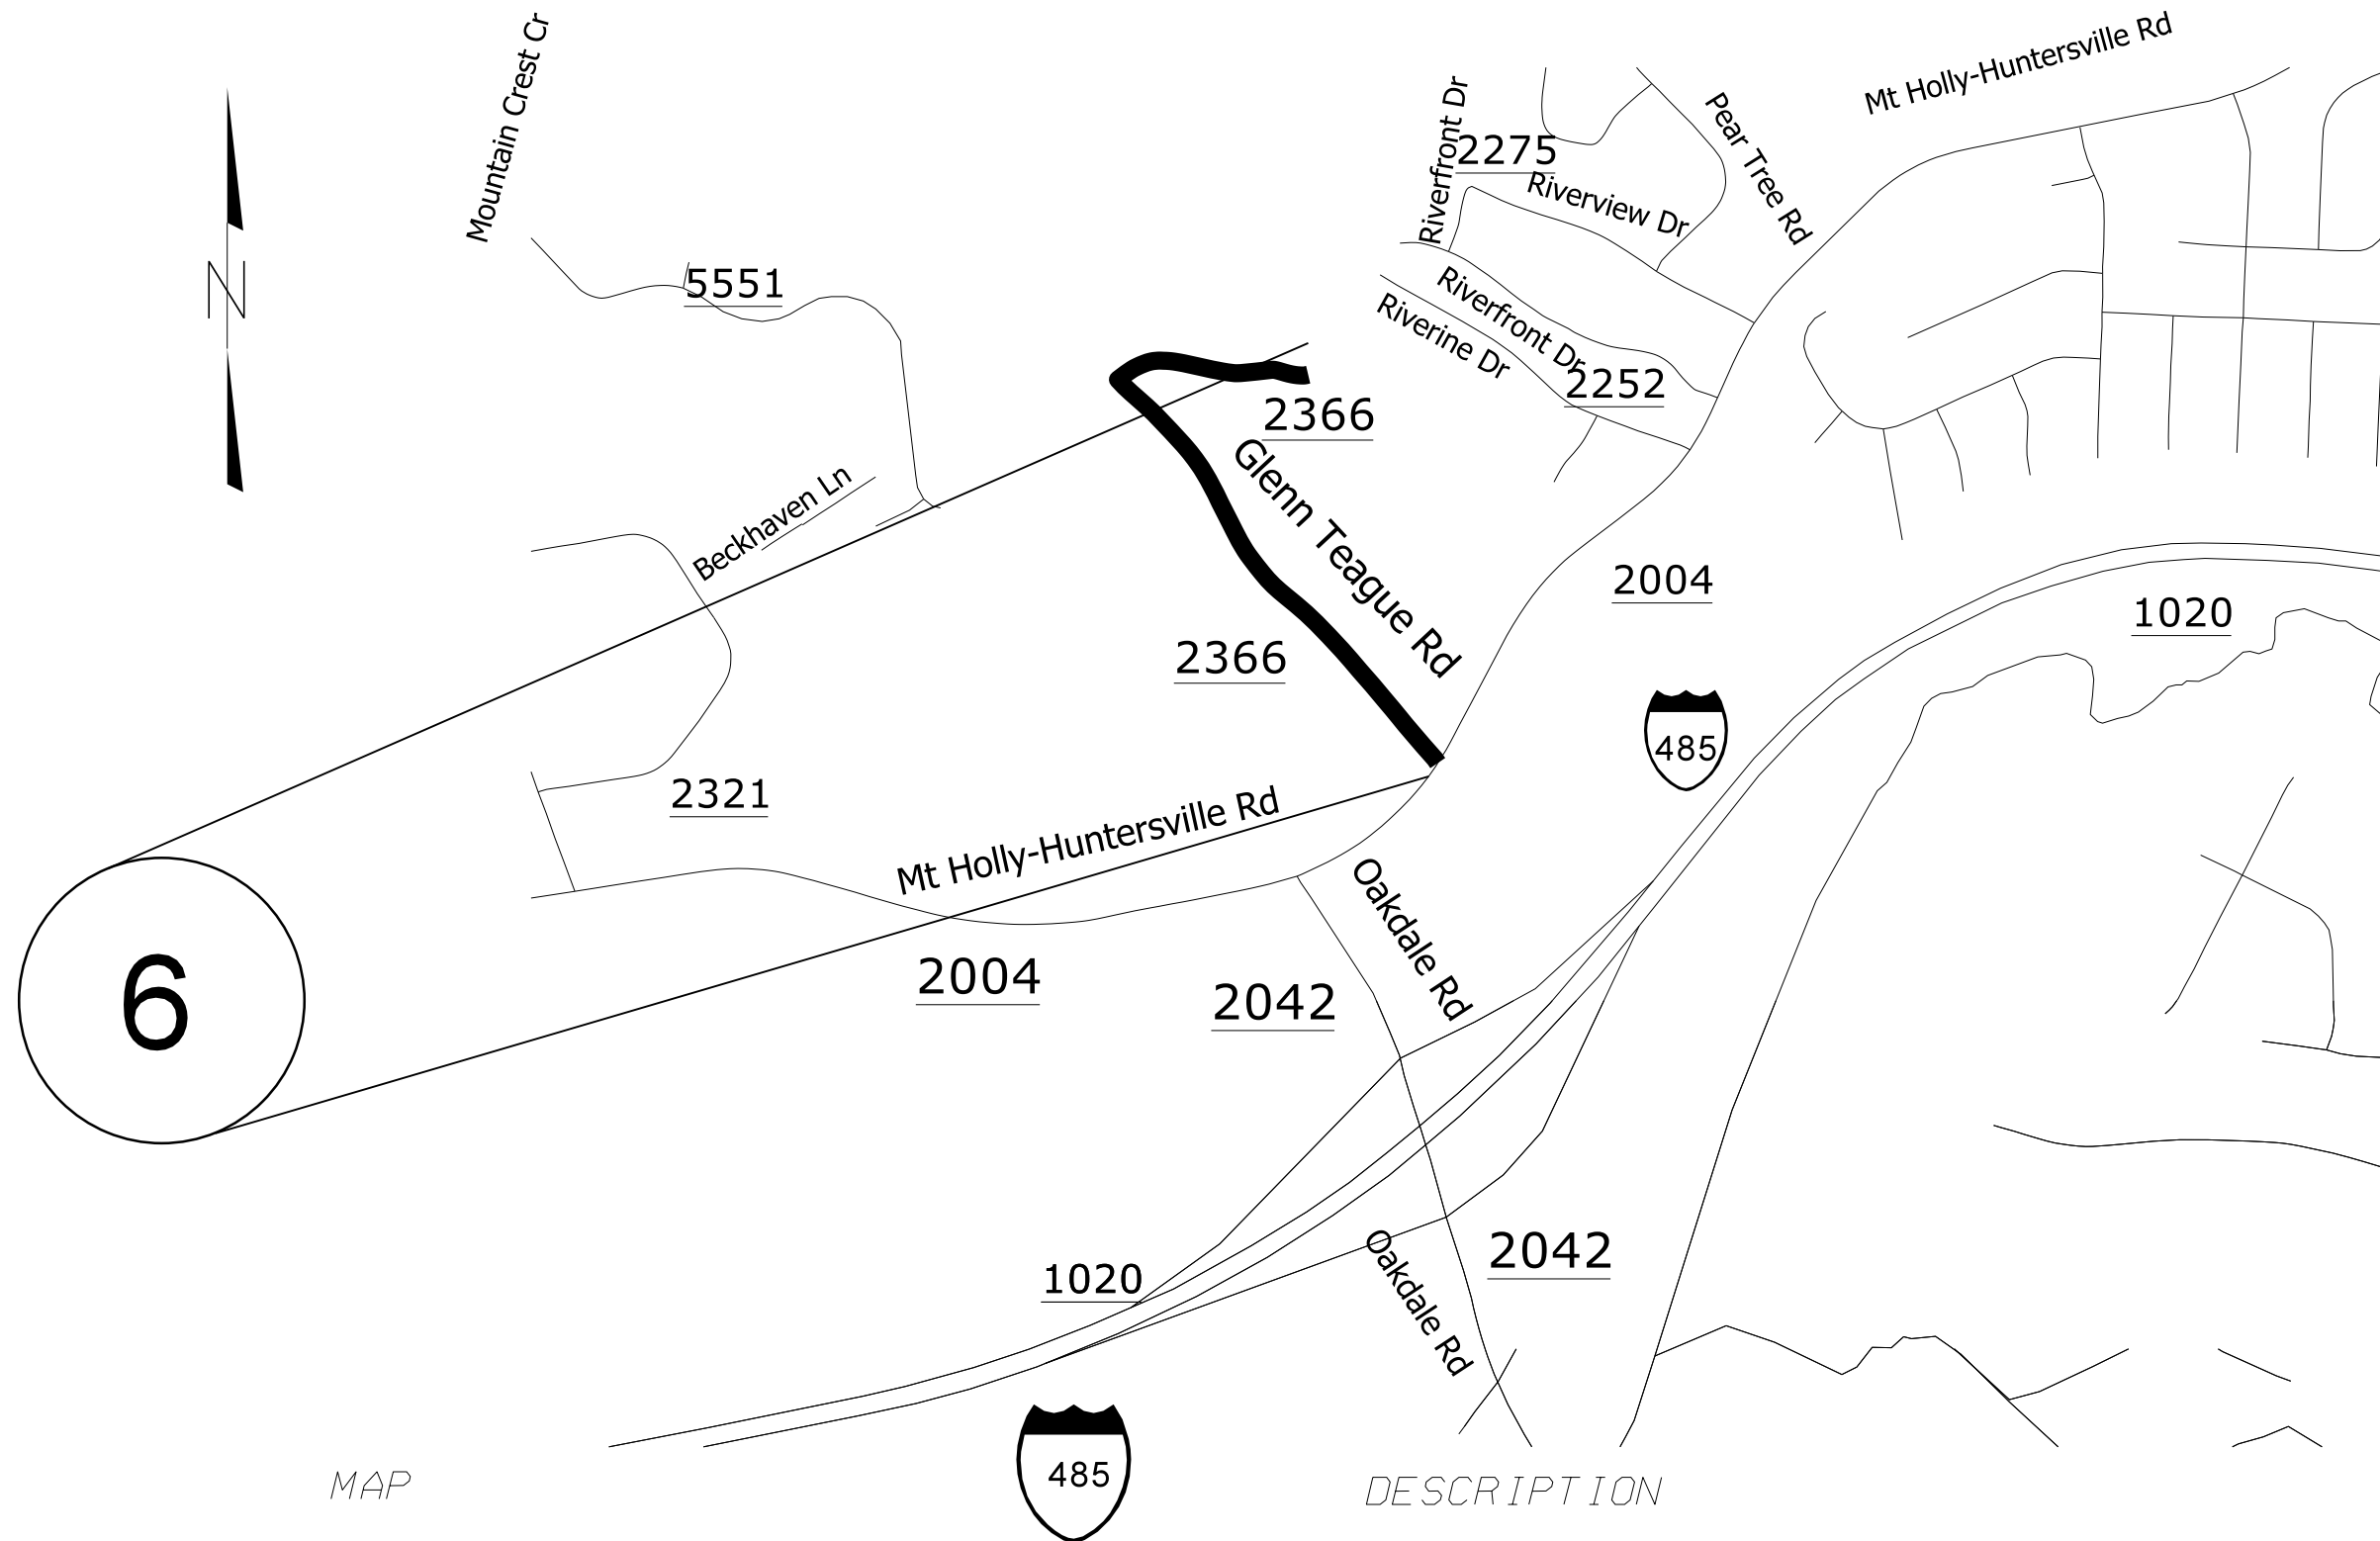 Mountain Crest Cr
Mt Holly-Huntersville Rd
Riverfront Dr
2275
Pear Tree Rd
Riverview Dr
N
5551
Riverfront Dr
Riverine Dr
2252
2366
Glenn Teague Rd
Beckhaven Ln
2004
1020
2366
485
2321
Mt Holly-Huntersville Rd
Oakdale Rd
6
2004
2042
2042
Oakdale Rd
1020
485
MAP
DESCRIPTION